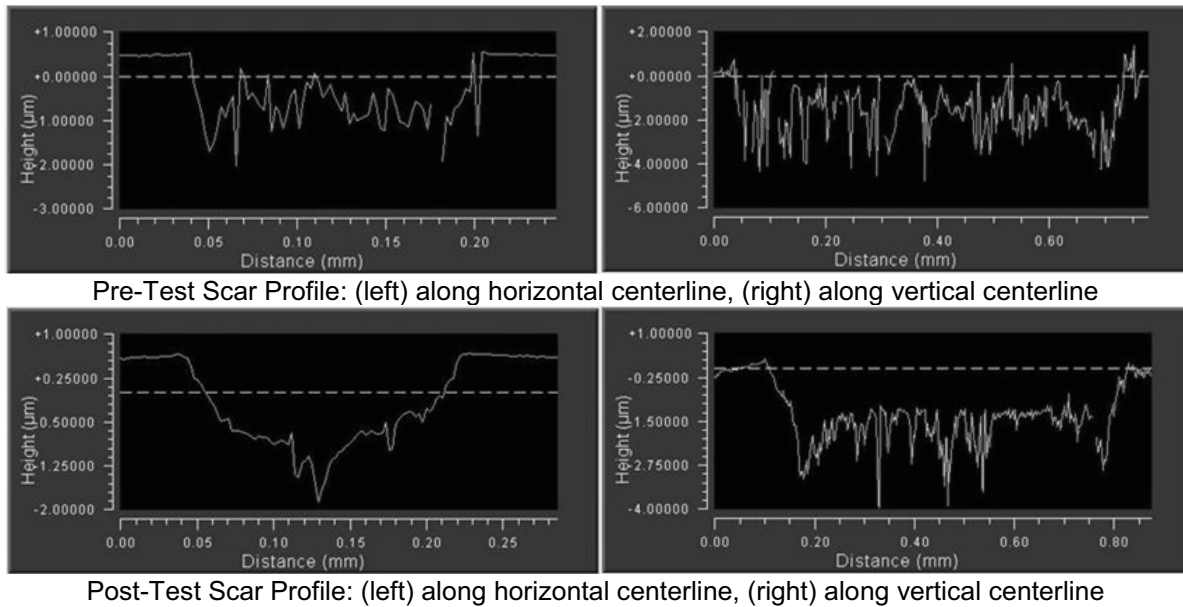 +1.00000
+0.00000
1.00000
2.00000
-3.00000
Height (µm)
0.00 0.05 0.10 0.15 0.20
Distance (mm)
+2.00000
+0.00000
2.00000
4.00000
-6.00000
Height (µm)
0.00 0.20 0.40 0.60
Distance (mm)
Pre-Test Scar Profile: (left) along horizontal centerline, (right) along vertical centerline
+1.00000
+0.25000
0.50000
1.25000
-2.00000
Height (µm)
0.00 0.05 0.10 0.15 0.20 0.25
Distance (mm)
+1.00000
-0.25000
1.50000
2.75000
-4.00000
Height (µm)
0.00 0.20 0.40 0.60 0.80
Distance (mm)
Post-Test Scar Profile: (left) along horizontal centerline, (right) along vertical centerline